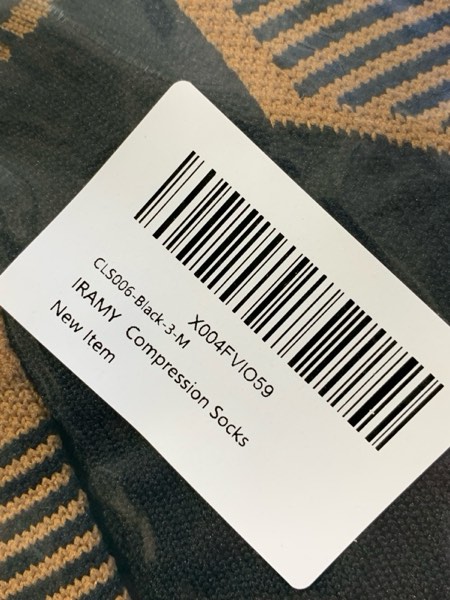 X004FVIO59
CLS006-Black-3-M
IRAMY Compression Socks
New Item